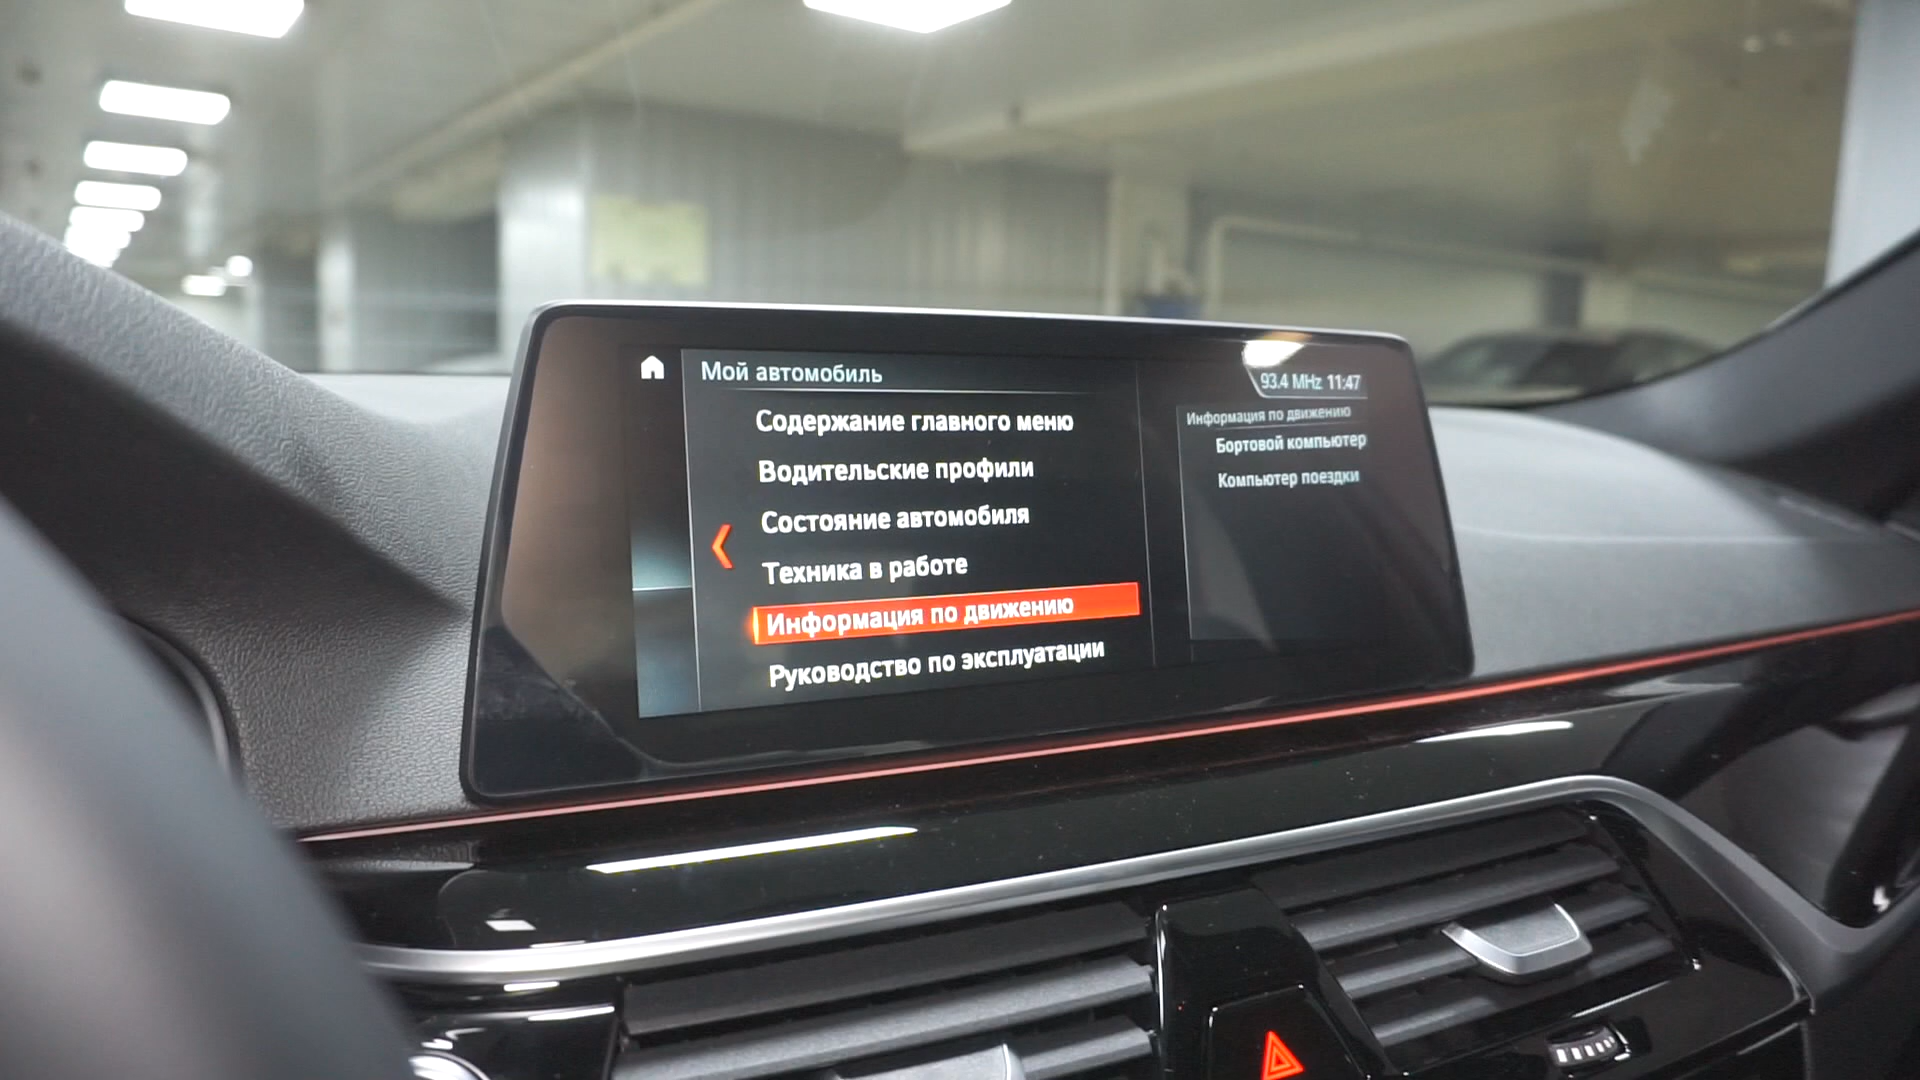 Мой автомобиль
Содержание главного меню
Водительские профили
Состояние автомобиля
Техника в работе
Информация по движению
Руководство по эксплуатации
93.4 MHz 11:47
Информация по движению
Бортовой компьютер
Компьютер поездки